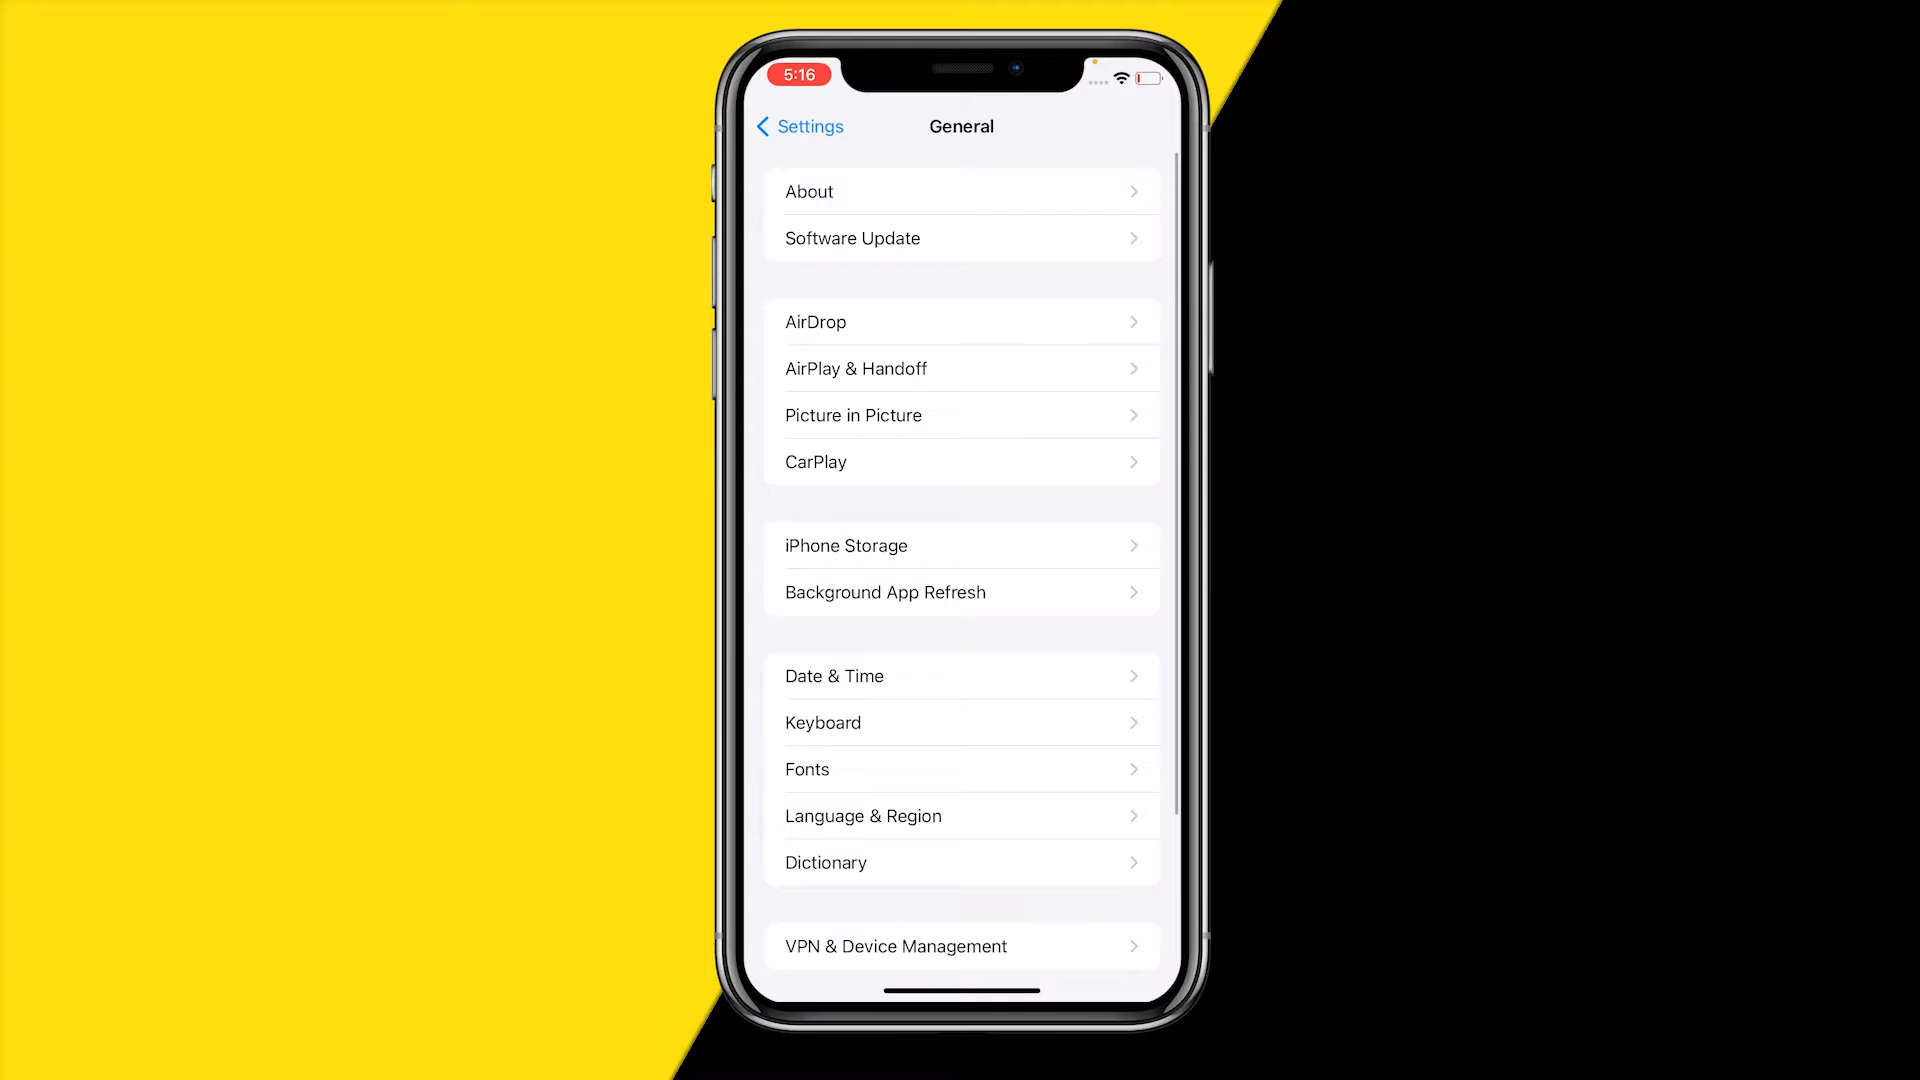 5:16
Settings
General
About
Software Update
AirDrop
AirPlay & Handoff
Picture in Picture
CarPlay
iPhone Storage
Background App Refresh
Date & Time
Keyboard
Fonts
Language & Region
Dictionary
VPN & Device Management